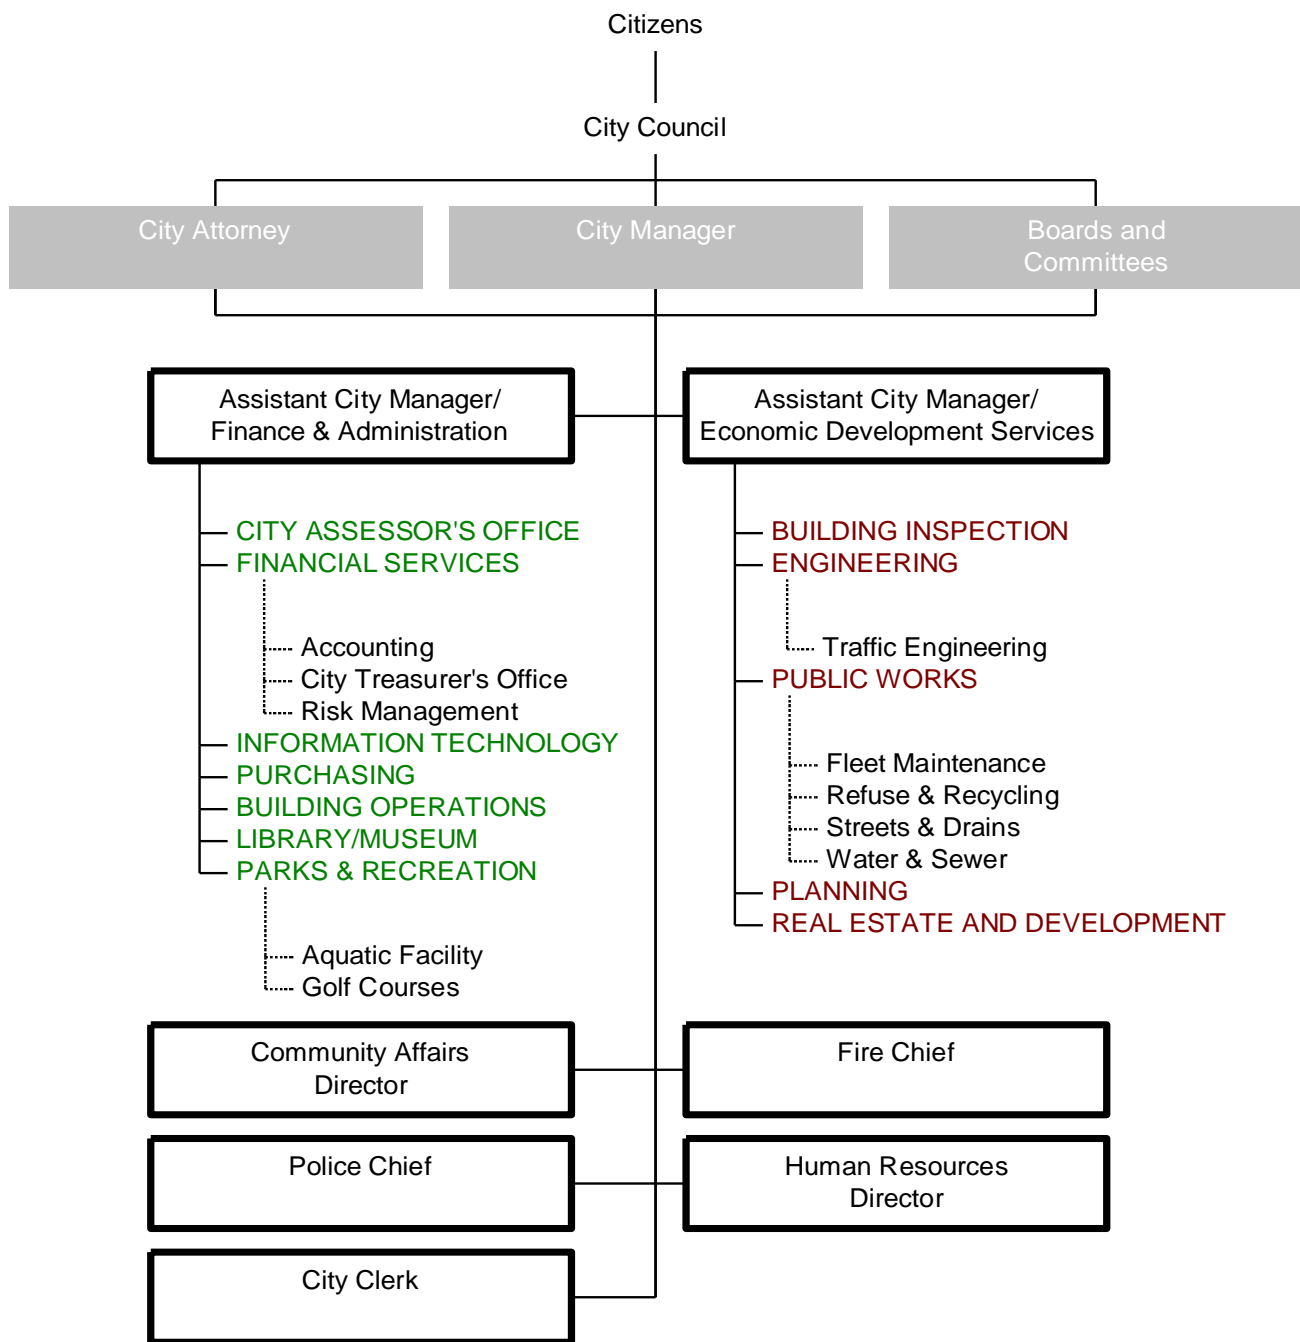 Citizens
City Council
City Attorney
City Manager
Boards and
Committees
Assistant City Manager/
Finance & Administration
Assistant City Manager/
Economic Development Services
CITY ASSESSOR'S OFFICE
FINANCIAL SERVICES
Accounting
City Treasurer's Office
Risk Management
INFORMATION TECHNOLOGY
PURCHASING
BUILDING OPERATIONS
LIBRARY/MUSEUM
PARKS & RECREATION
Aquatic Facility
Golf Courses
BUILDING INSPECTION
ENGINEERING
Traffic Engineering
PUBLIC WORKS
Fleet Maintenance
Refuse & Recycling
Streets & Drains
Water & Sewer
PLANNING
REAL ESTATE AND DEVELOPMENT
Community Affairs
Director
Fire Chief
Police Chief
Human Resources
Director
City Clerk